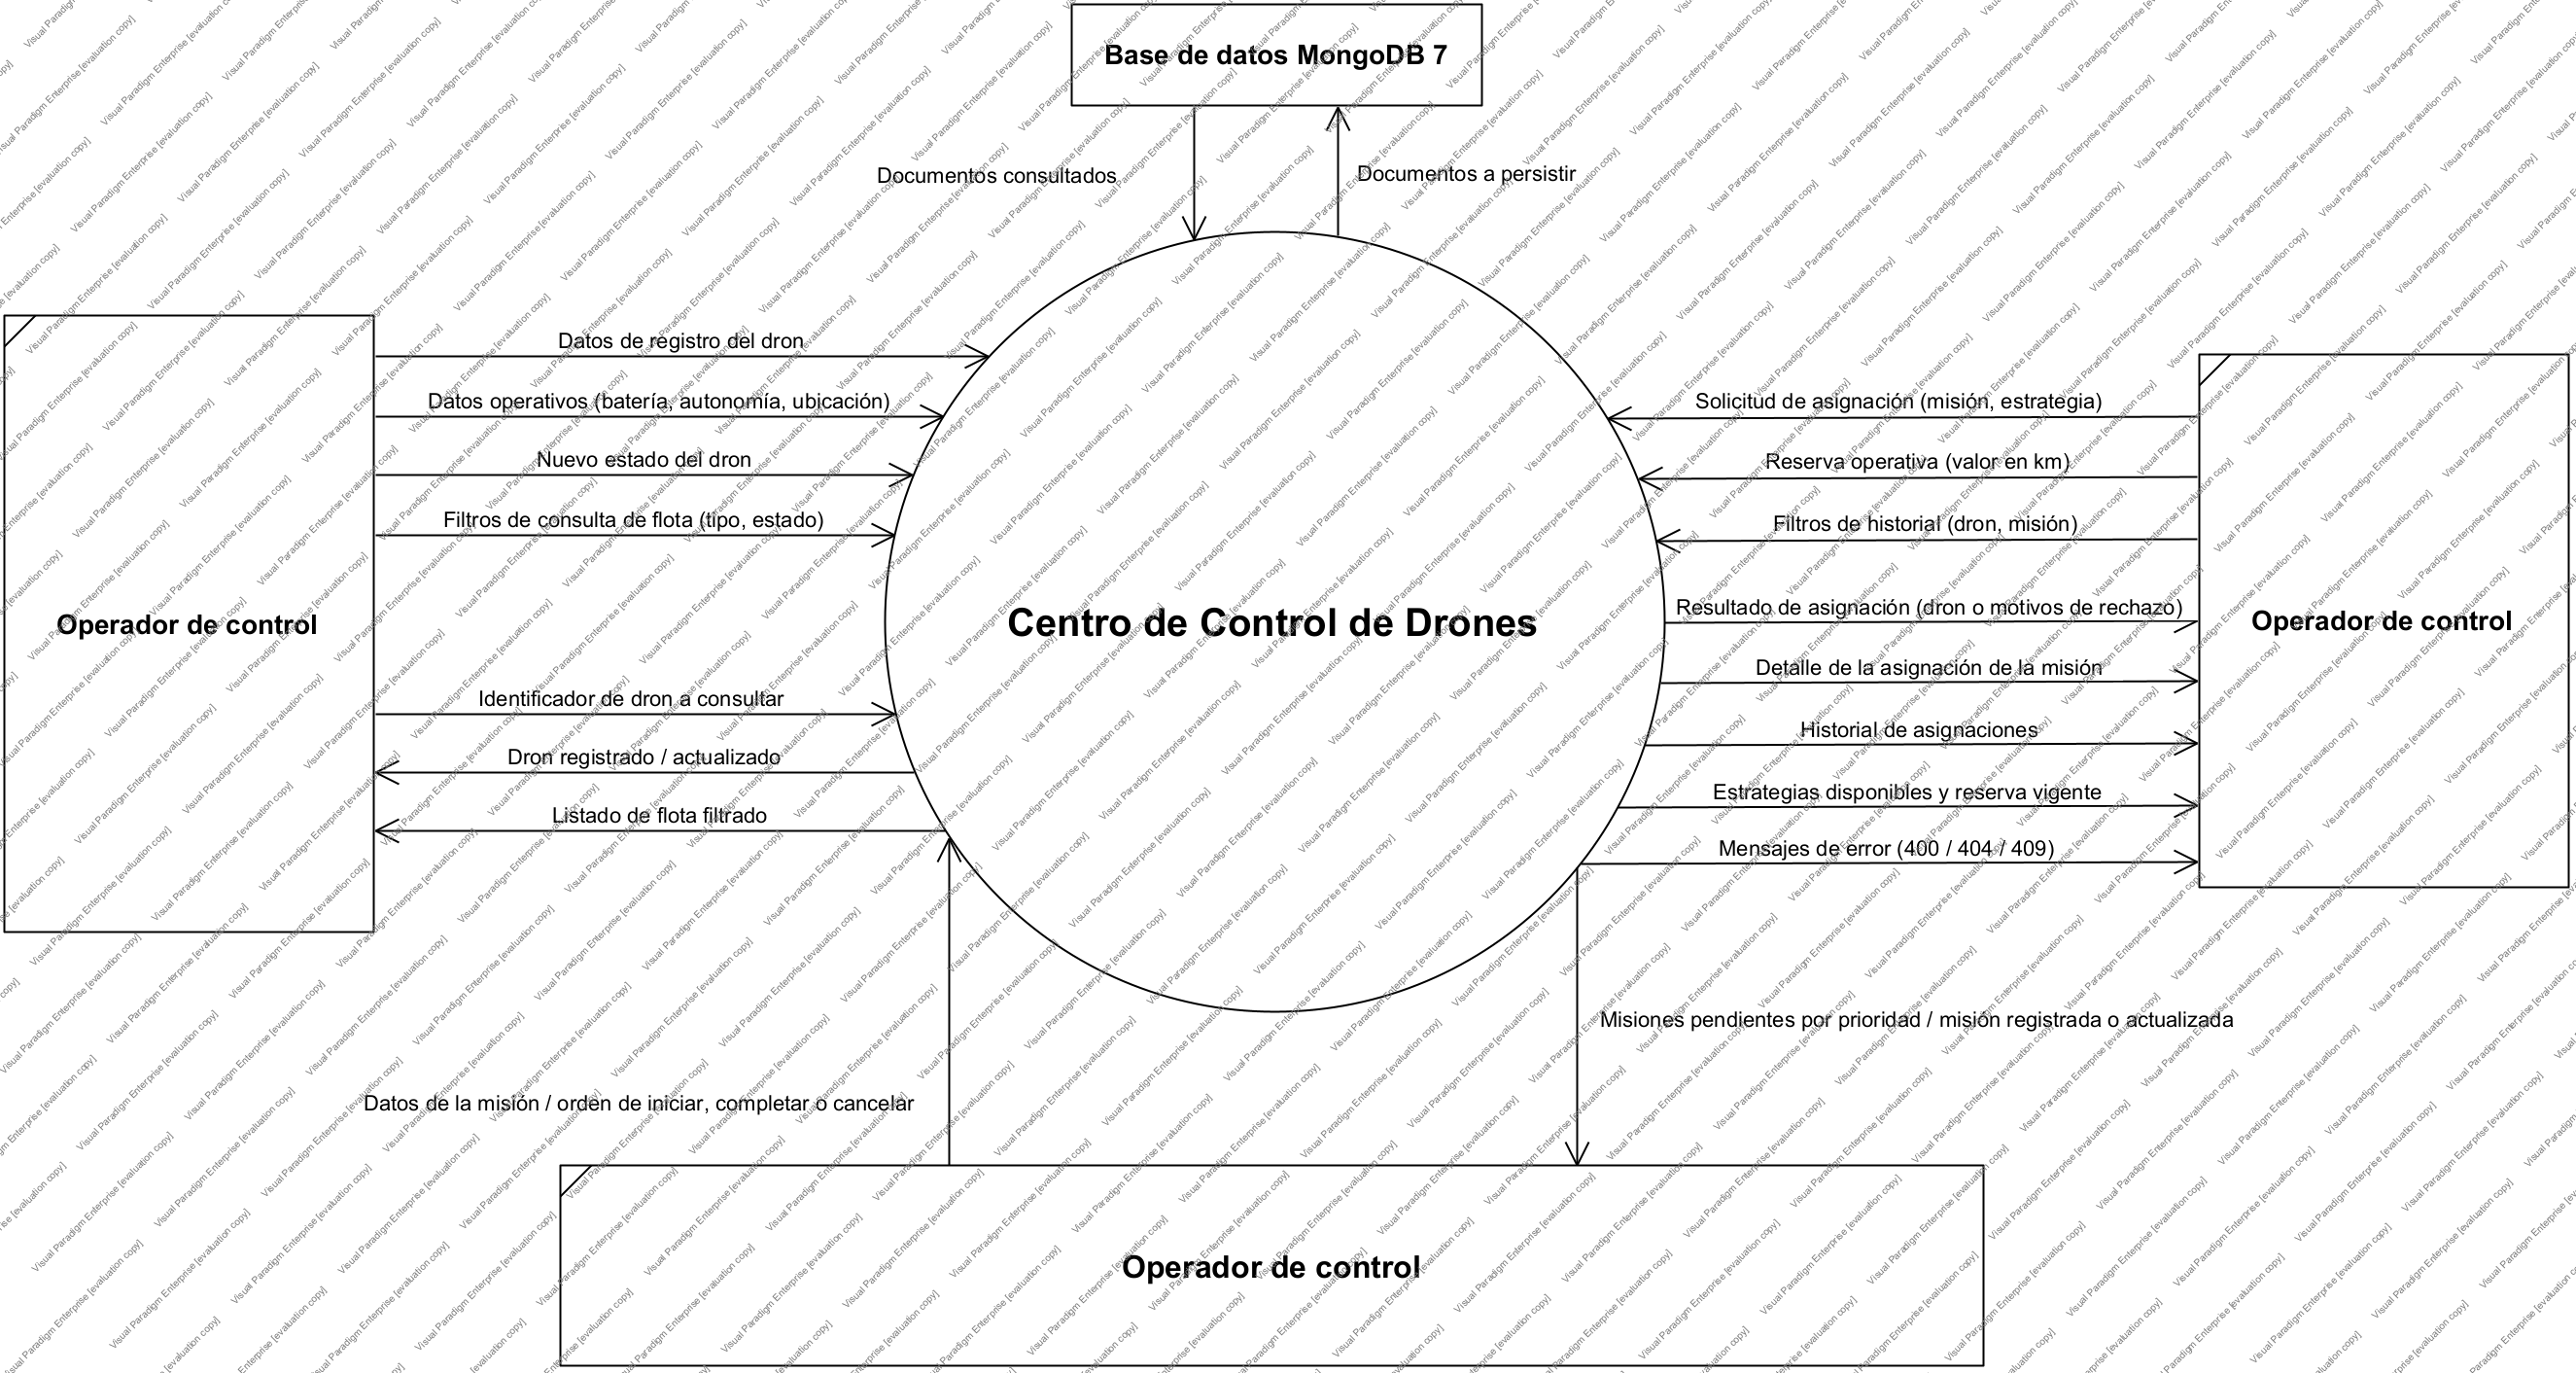 Base de datos MongoDB 7
Documentos consultados
Documentos a persistir
Datos de registro del dron
Datos operativos (batería, autonomía, ubicación)
Nuevo estado del dron
Filtros de consulta de flota (tipo, estado)
Operador de control
Identificador de dron a consultar
Dron registrado / actualizado
Listado de flota filtrado
Centro de Control de Drones
Solicitud de asignación (misión, estrategia)
Reserva operativa (valor en km)
Filtros de historial (dron, misión)
Resultado de asignación (dron o motivos de rechazo)
Operador de control
Detalle de la asignación de la misión
Historial de asignaciones
Estrategias disponibles y reserva vigente
Mensajes de error (400 / 404 / 409)
Misiones pendientes por prioridad / misión registrada o actualizada
Datos de la misión / orden de iniciar, completar o cancelar
Operador de control
Visual Paradigm Enterprise [evaluation copy]